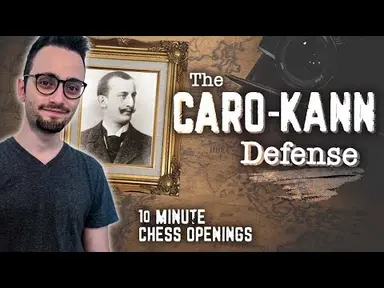 The
CARO-KANN
Defense
10 MINUTE
CHESS OPENINGS